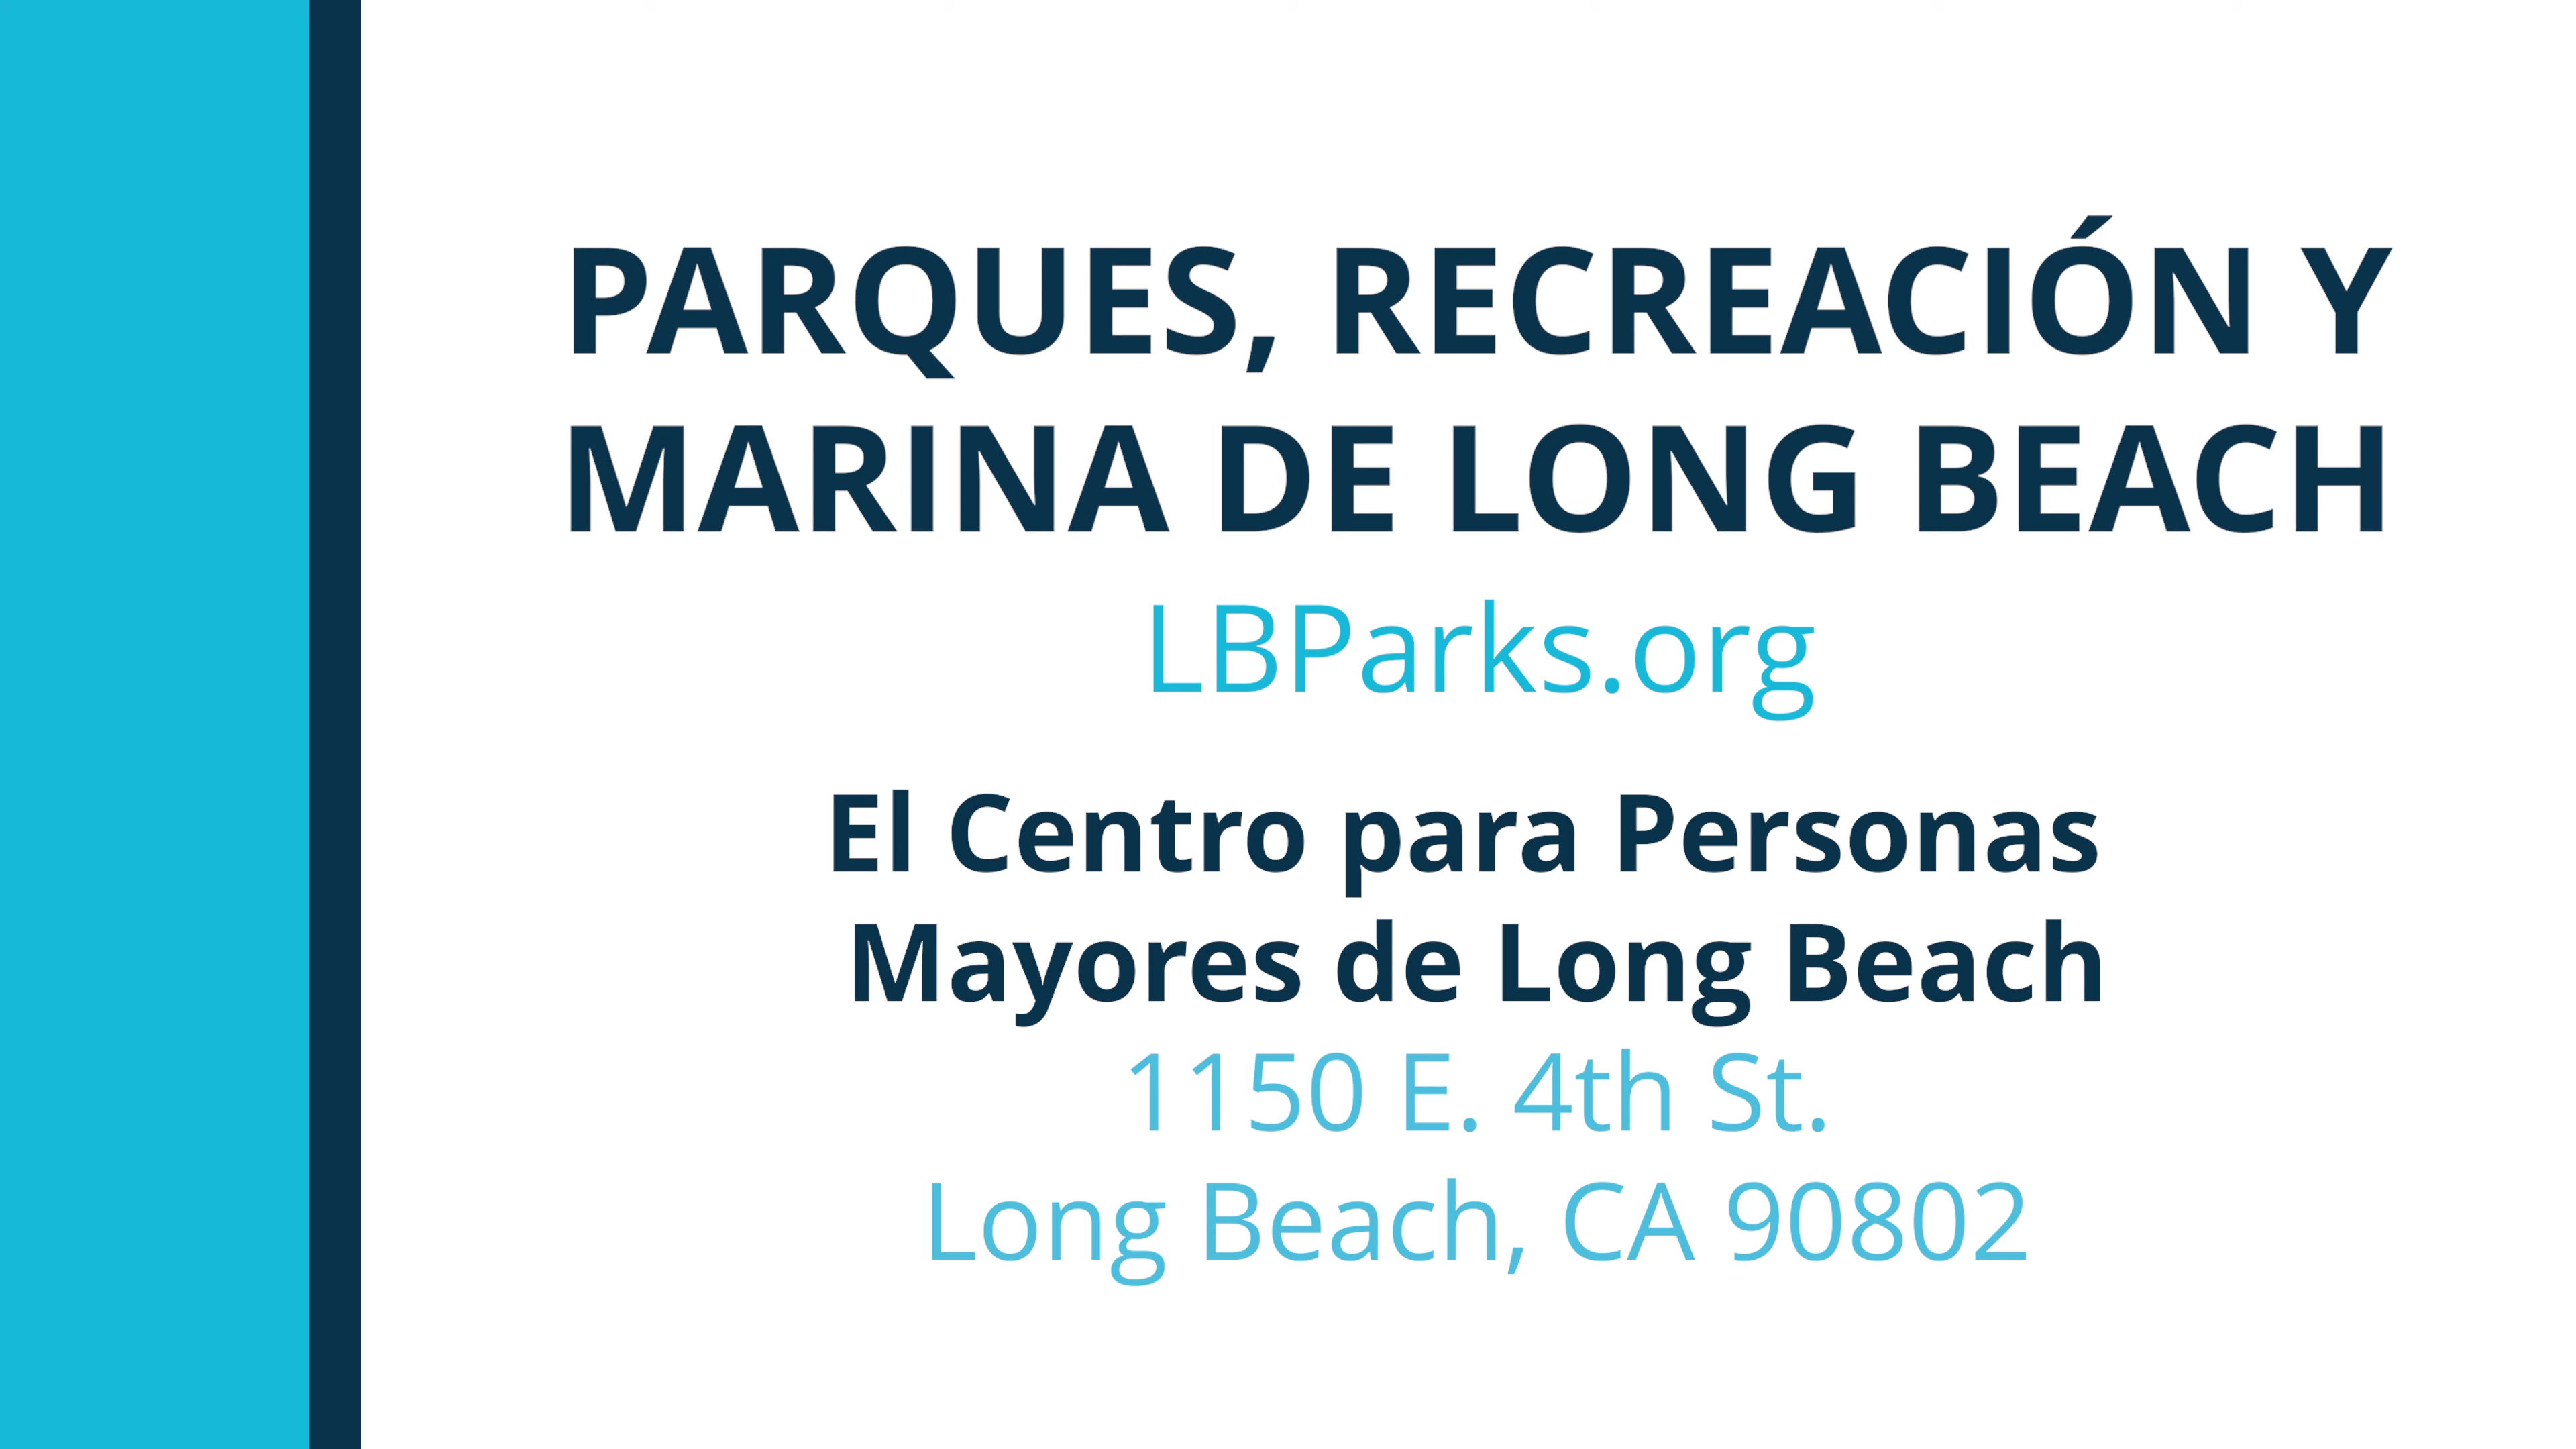 PARQUES, RECREACIÓN Y
MARINA DE LONG BEACH
LBParks.org
El Centro para Personas
Mayores de Long Beach
1150 E. 4th St.
Long Beach, CA 90802